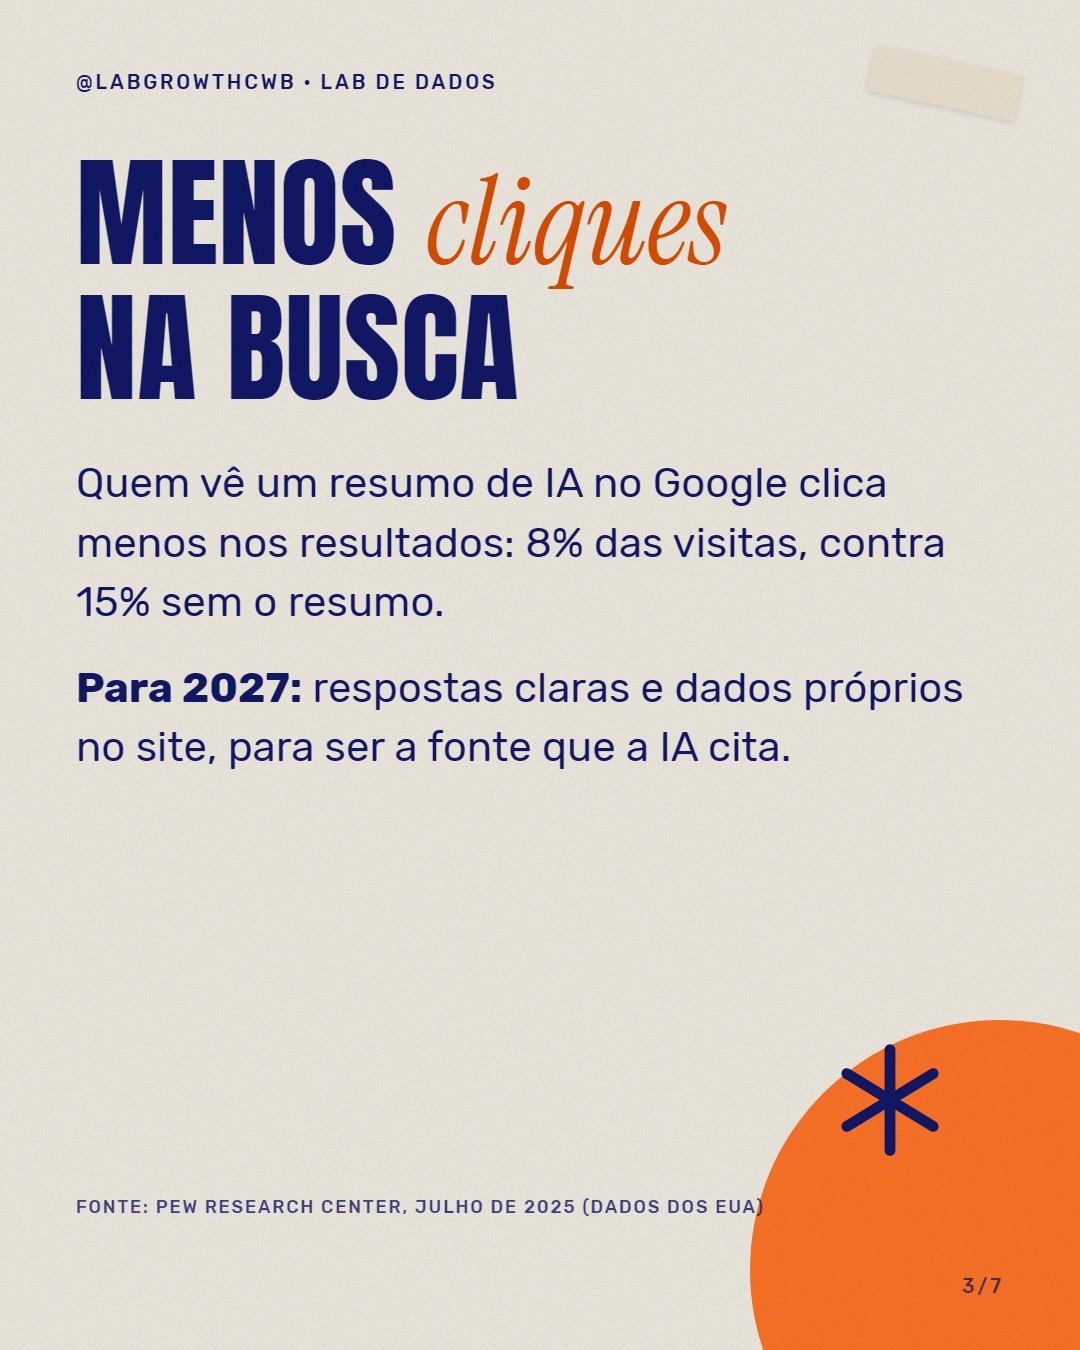 @LABGROWTHCWB • LAB DE DADOS
MENOS cliques
NA BUSCA
Quem vê um resumo de IA no Google clica
menos nos resultados: 8% das visitas, contra
15% sem o resumo.
Para 2027: respostas claras e dados próprios
no site, para ser a fonte que a IA cita.
FONTE: PEW RESEARCH CENTER, JULHO DE 2025 (DADOS DOS EUA)
3/7